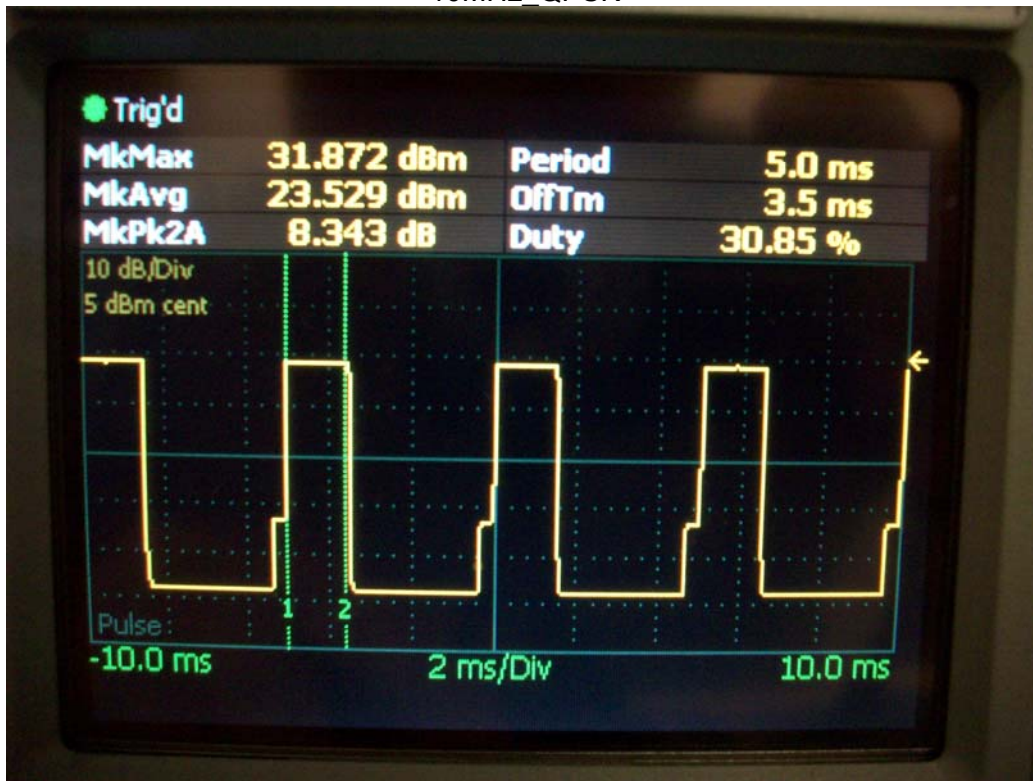 Trig'd
MkMax 31.872 dBm Period 5.0 ms
MkAvg 23.529 dBm OffTm 3.5 ms
MkPk2A 8.343 dB Duty 30.85 %
10 dB/Div
5 dBm cent
1 2
Pulse
-10.0 ms 2 ms/Div 10.0 ms